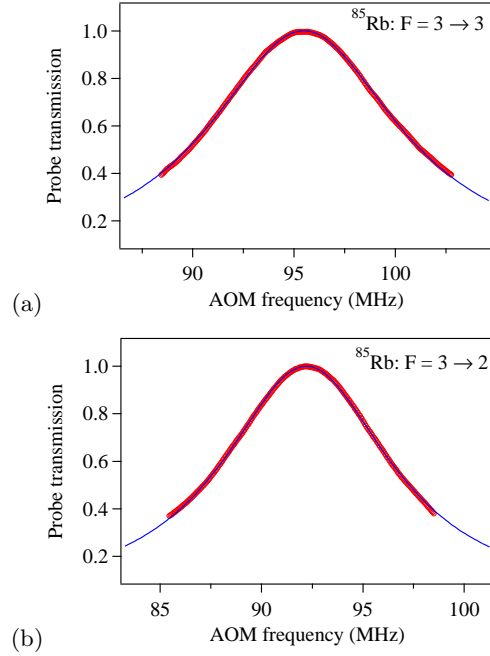 ⁸⁵Rb: F = 3 → 3
1.0
0.8
0.6
0.4
0.2
Probe transmission
90
95
100
AOM frequency (MHz)
(a)
⁸⁵Rb: F = 3 → 2
1.0
0.8
0.6
0.4
0.2
Probe transmission
85
90
95
100
AOM frequency (MHz)
(b)